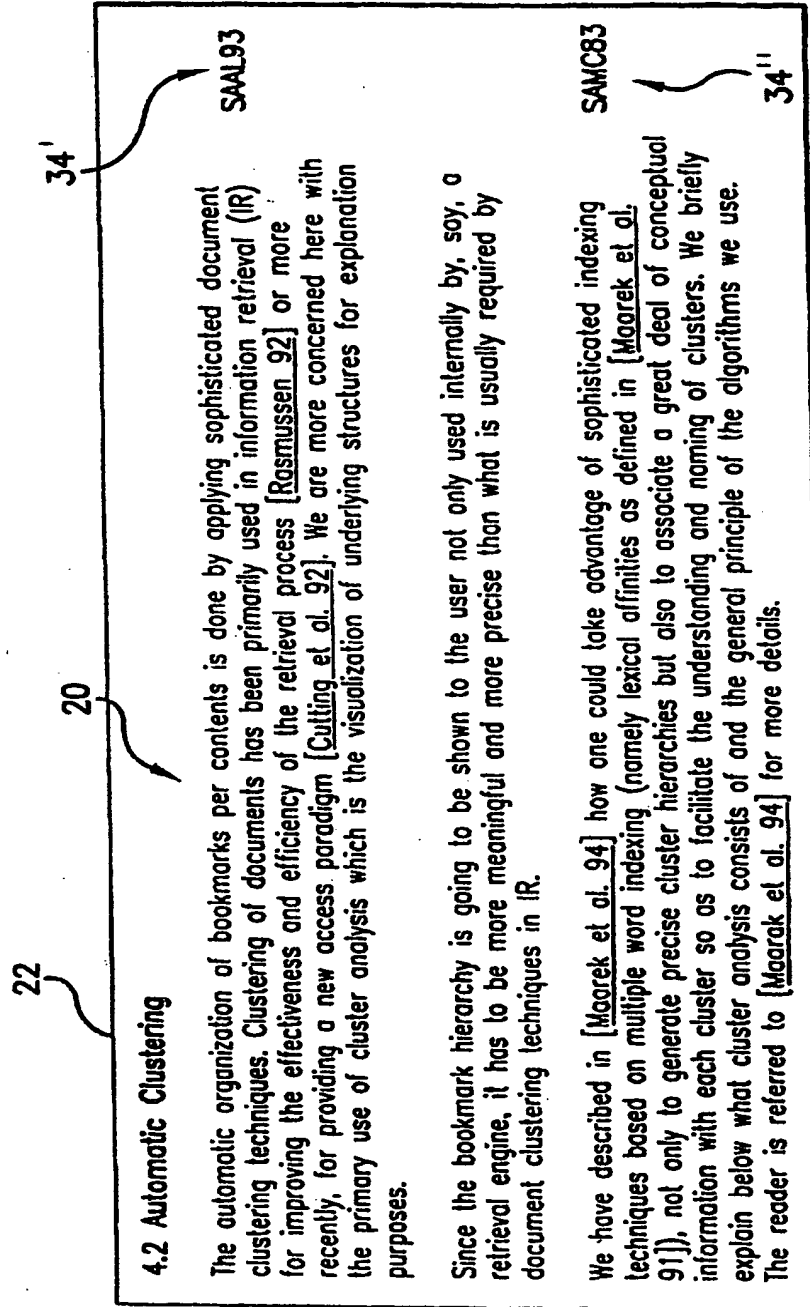 22
20
34'
4.2 Automatic Clustering
The automatic organization of bookmarks per contents is done by applying sophisticated document
SAAL93
clustering techniques. Clustering of documents has been primarily used in information retrieval (IR)
for improving the effectiveness and efficiency of the retrieval process [Rasmussen 92] or more
recently, for providing a new access paradigm [Cutting et al. 92]. We are more concerned here with
the primary use of cluster analysis which is the visualization of underlying structures for explanation
purposes.
Since the bookmark hierarchy is going to be shown to the user not only used internally by, say, a
retrieval engine, it has to be more meaningful and more precise than what is usually required by
document clustering techniques in IR.
We have described in [Maarek et al. 94] how one could take advantage of sophisticated indexing
SAMC83
techniques based on multiple word indexing (namely lexical affinities as defined in [Maarek et al.
91]), not only to generate precise cluster hierarchies but also to associate a great deal of conceptual
information with each cluster so as to facilitate the understanding and naming of clusters. We briefly
explain below what cluster analysis consists of and the general principle of the algorithms we use.
The reader is referred to [Maarak et al. 94] for more details.
34''